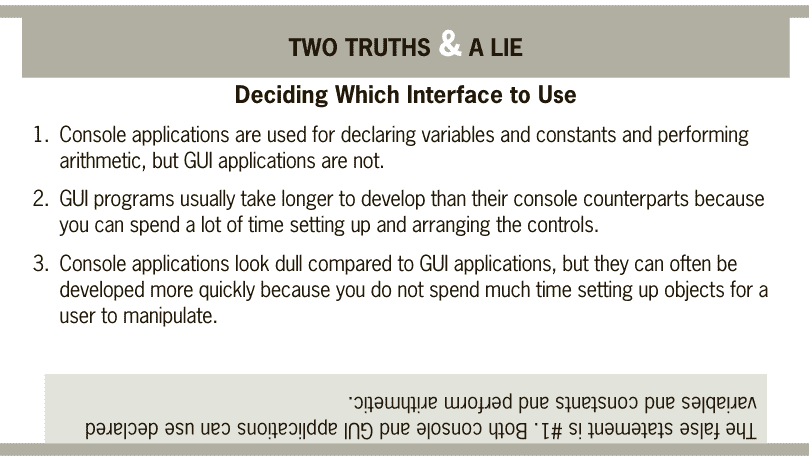 TWO TRUTHS & A LIE
Deciding Which Interface to Use
1. Console applications are used for declaring variables and constants and performing
arithmetic, but GUI applications are not.
2. GUI programs usually take longer to develop than their console counterparts because
you can spend a lot of time setting up and arranging the controls.
3. Console applications look dull compared to GUI applications, but they can often be
developed more quickly because you do not spend much time setting up objects for a
user to manipulate.
The false statement is #1. Both console and GUI applications can use declared
variables and constants and perform arithmetic.